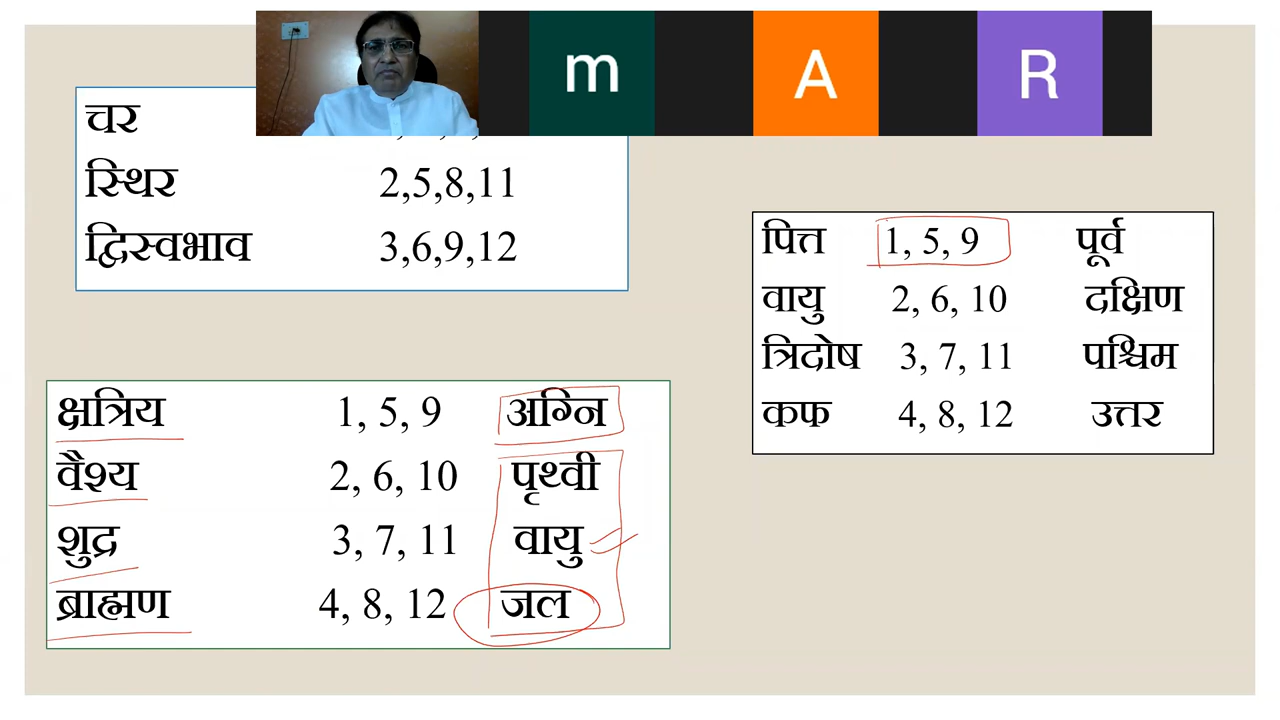 m
A
R
चर
स्थिर 2,5,8,11
द्विस्वभाव 3,6,9,12
पित्त 1, 5, 9 पूर्व
वायु 2, 6, 10 दक्षिण
त्रिदोष 3, 7, 11 पश्चिम
कफ 4, 8, 12 उत्तर
क्षत्रिय 1, 5, 9 अग्नि
वैश्य 2, 6, 10 पृथ्वी
शुद्र 3, 7, 11 वायु
ब्राह्मण 4, 8, 12 जल